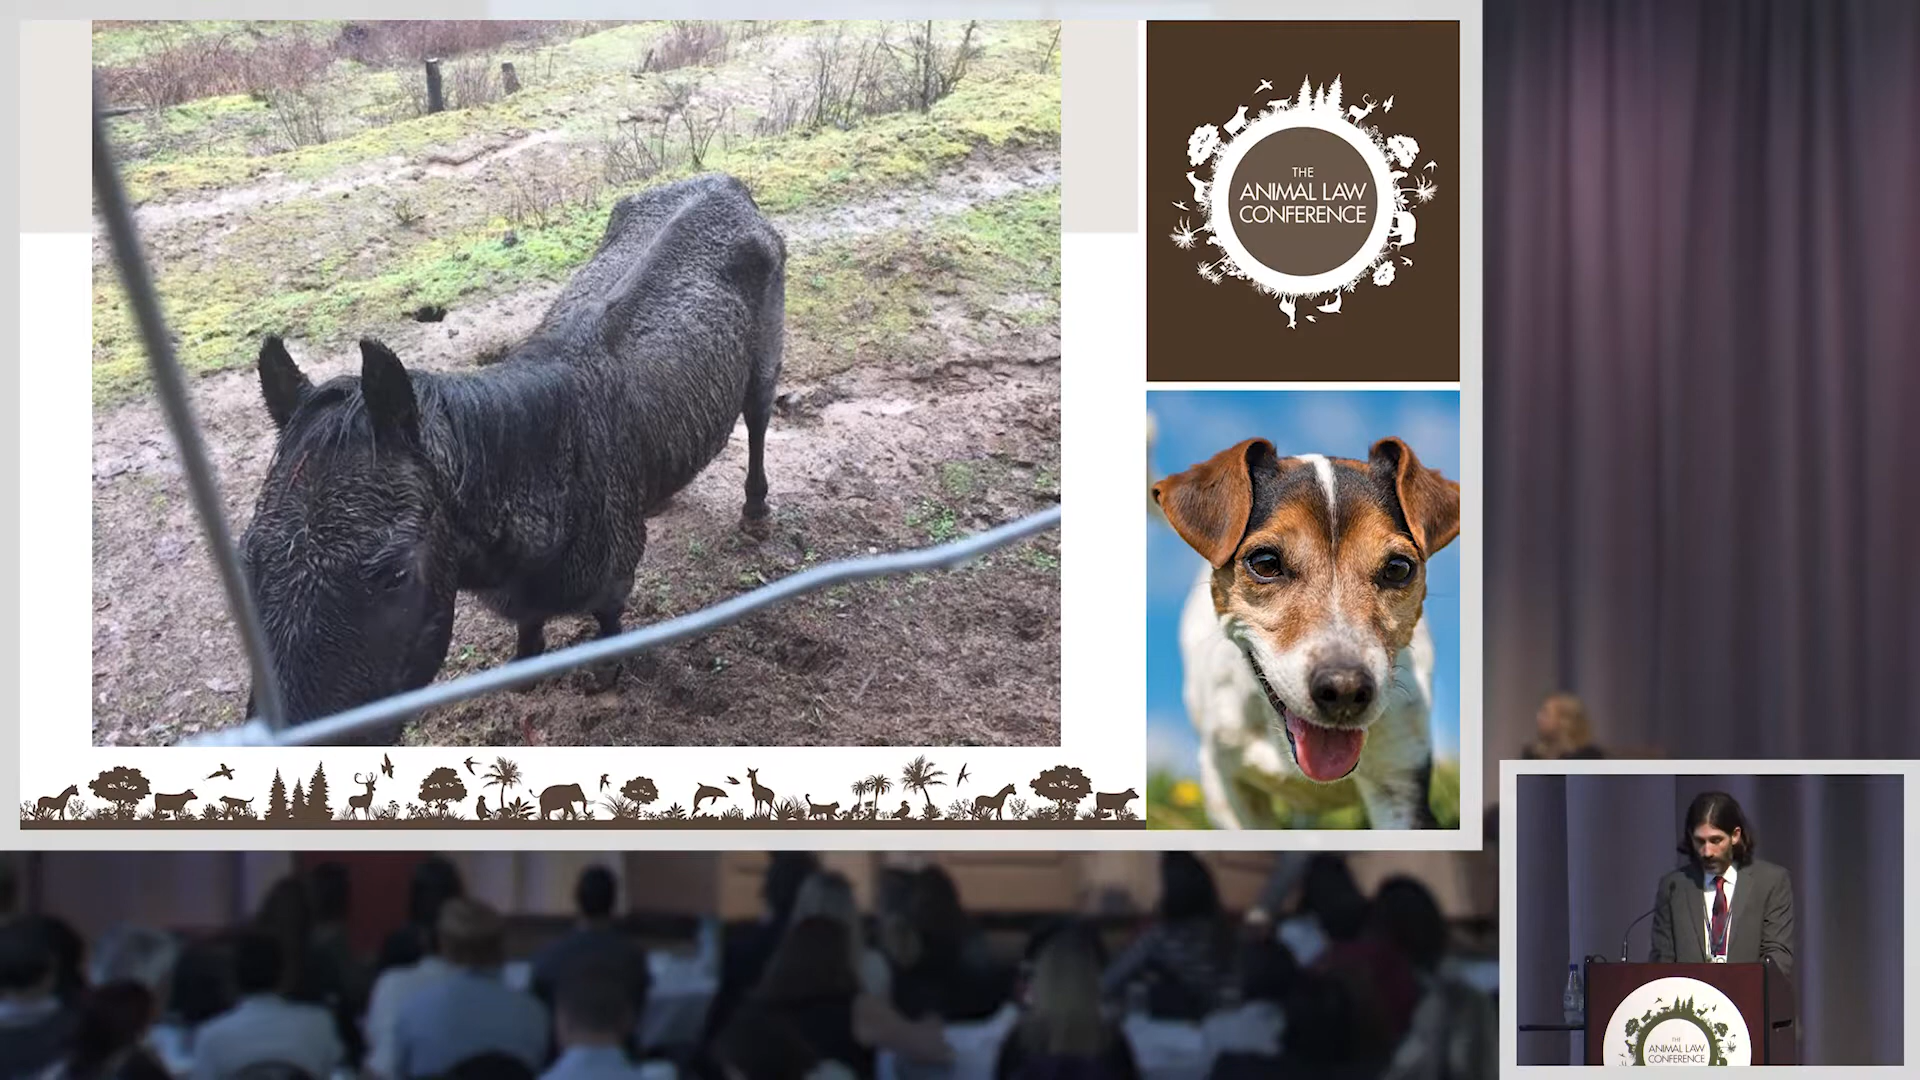 THE
ANIMAL LAW
CONFERENCE
THE
ANIMAL LAW
CONFERENCE